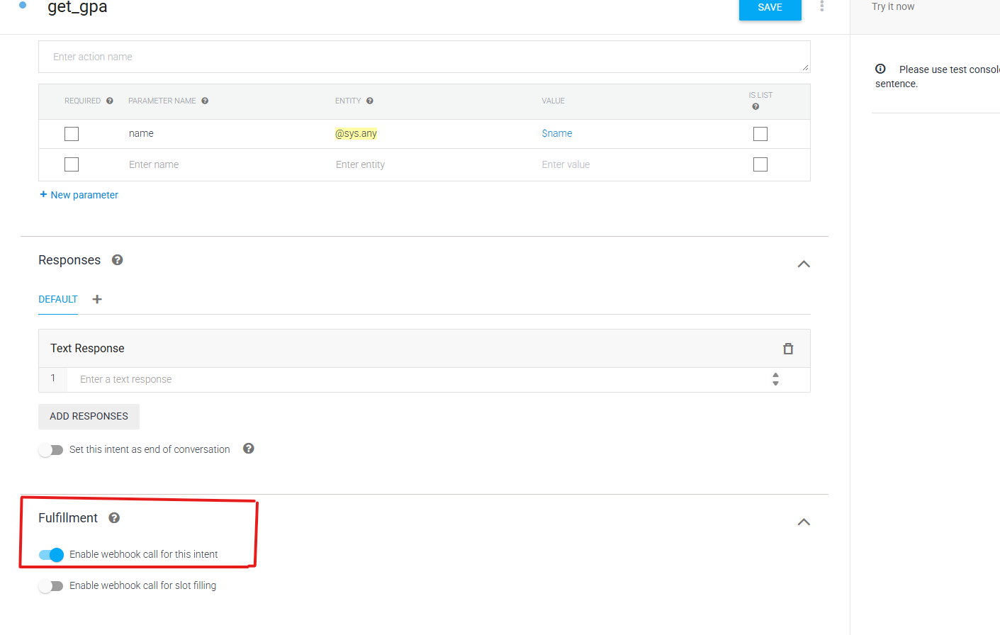 get_gpa
SAVE
Try it now
Enter action name
Please use test consol
sentence.
REQUIRED PARAMETER NAME ENTITY VALUE IS LIST
name @sys.any $name
Enter name Enter entity Enter value
+ New parameter
Responses
DEFAULT +
Text Response
1 Enter a text response
ADD RESPONSES
Set this intent as end of conversation
Fulfillment
Enable webhook call for this intent
Enable webhook call for slot filling